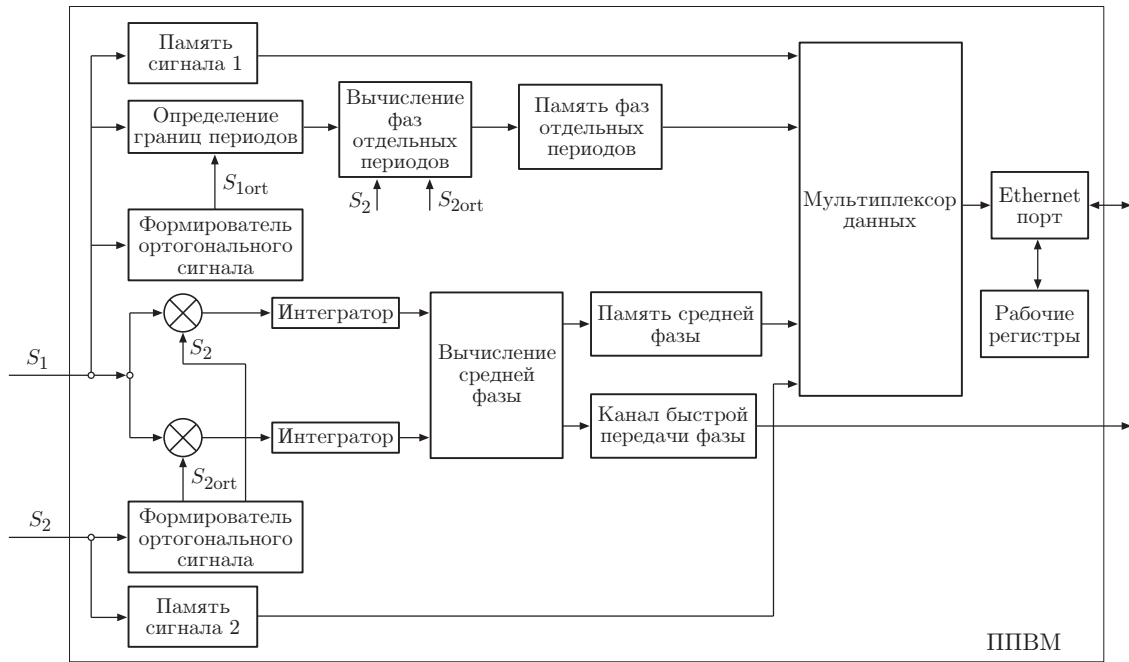 Память
сигнала 1
Определение
границ периодов
Вычисление
фаз
отдельных
периодов
Память фаз
отдельных
периодов
S1ort
S2
S2ort
Формирователь
ортогонального
сигнала
Мультиплексор
данных
Ethernet
порт
Рабочие
регистры
S1
S2
Интегратор
Вычисление
средней
фазы
Память средней
фазы
Интегратор
Канал быстрой
передачи фазы
S2ort
S2
Формирователь
ортогонального
сигнала
Память
сигнала 2
ППВМ